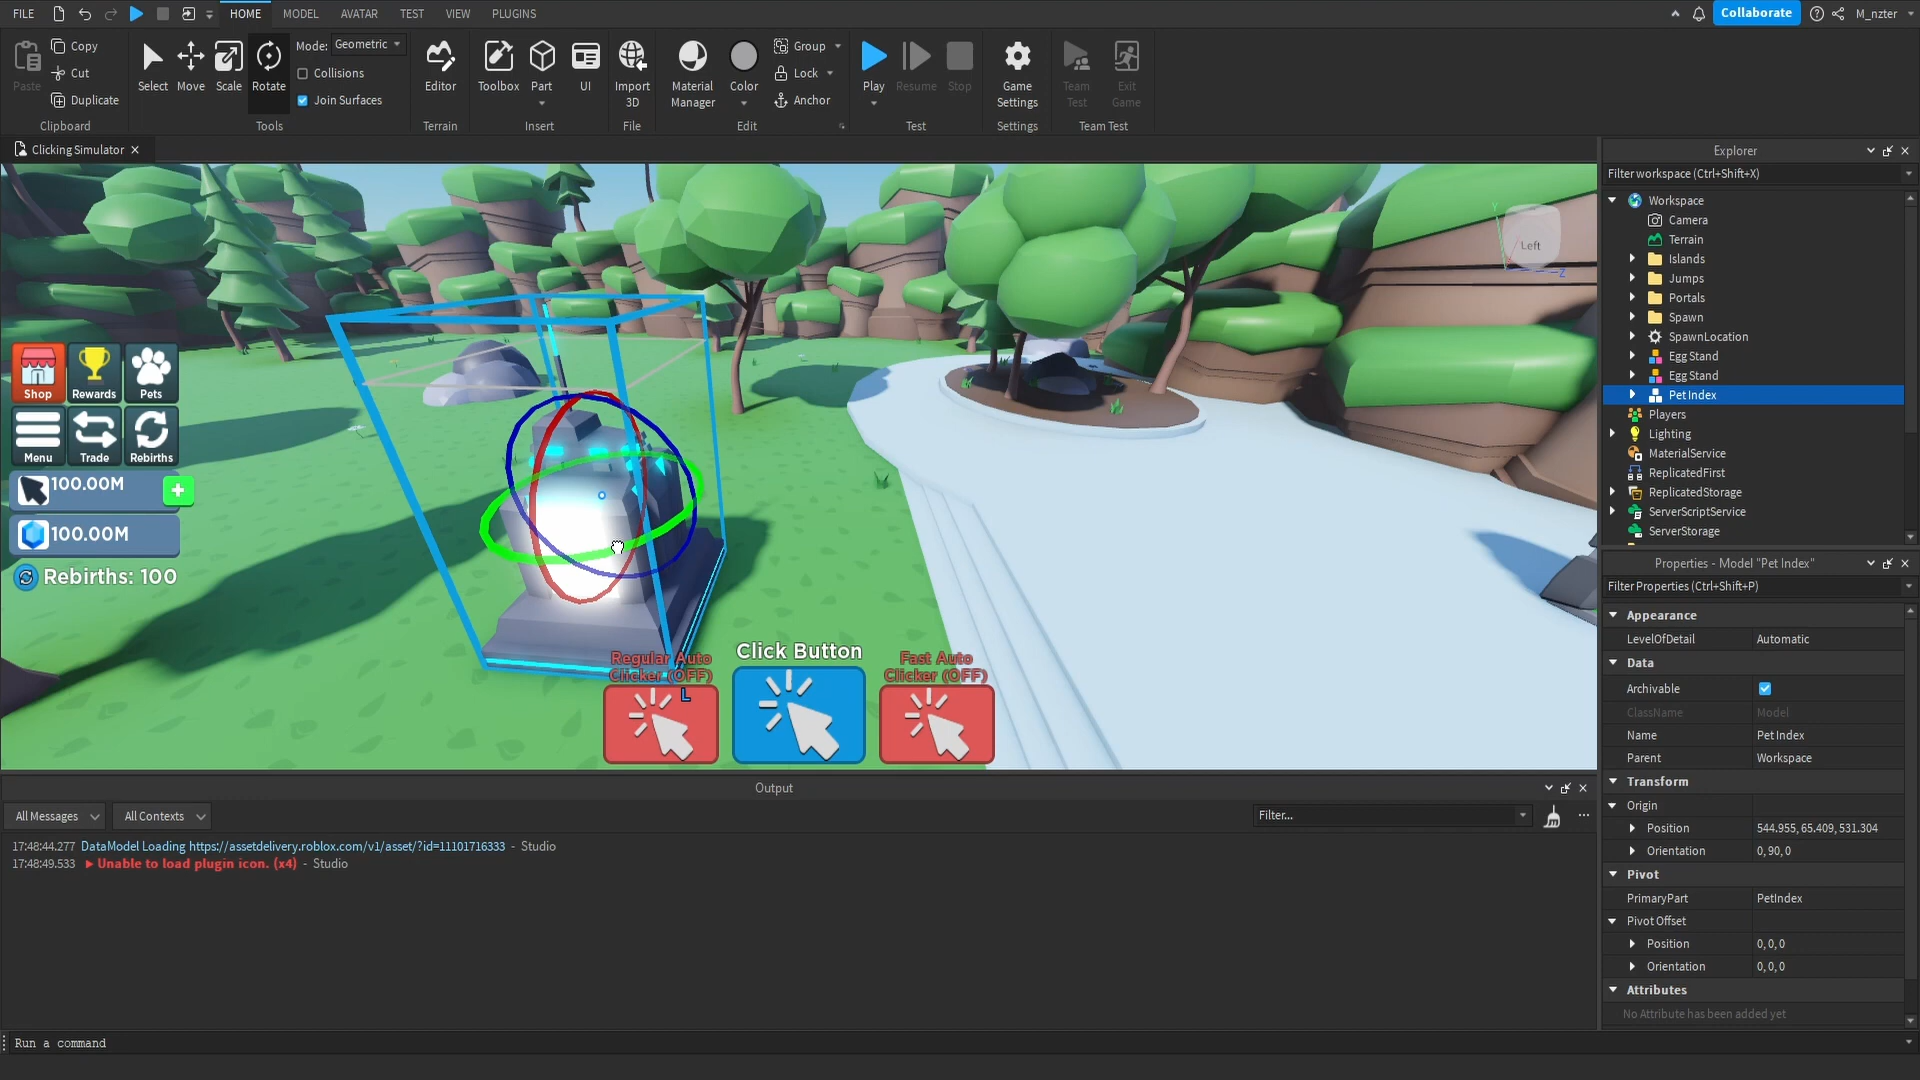 FILE
HOME
MODEL
AVATAR
TEST
VIEW
PLUGINS
Collaborate
M_nzter
Paste
Copy
Cut
Duplicate
Clipboard
Select
Move
Scale
Rotate
Mode: Geometric
Collisions
Join Surfaces
Tools
Editor
Terrain
Toolbox
Part
UI
Insert
Import
3D
File
Material
Manager
Color
Group
Lock
Anchor
Edit
Play
Resume
Stop
Test
Game
Settings
Settings
Team
Test
Exit
Game
Team Test
Clicking Simulator
Left
Y
Z
Shop
Rewards
Pets
Menu
Trade
Rebirths
100.00M
+
100.00M
Rebirths: 100
Regular Auto
Clicker (OFF)
L
Click Button
Fast Auto
Clicker (OFF)
Explorer
Filter workspace (Ctrl+Shift+X)
Workspace
Camera
Terrain
Islands
Jumps
Portals
Spawn
SpawnLocation
Egg Stand
Egg Stand
Pet Index
Players
Lighting
MaterialService
ReplicatedFirst
ReplicatedStorage
ServerScriptService
ServerStorage
Properties - Model "Pet Index"
Filter Properties (Ctrl+Shift+P)
Appearance
LevelOfDetail Automatic
Data
Archivable
ClassName Model
Name Pet Index
Parent Workspace
Transform
Origin
Position 544.955, 65.409, 531.304
Orientation 0, 90, 0
Pivot
PrimaryPart PetIndex
Pivot Offset
Position 0, 0, 0
Orientation 0, 0, 0
Attributes
No Attribute has been added yet
Output
All Messages
All Contexts
Filter...
17:48:44.277 DataModel Loading https://assetdelivery.roblox.com/v1/asset/?id=11101716333 - Studio
17:48:49.533 Unable to load plugin icon. (x4) - Studio
Run a command